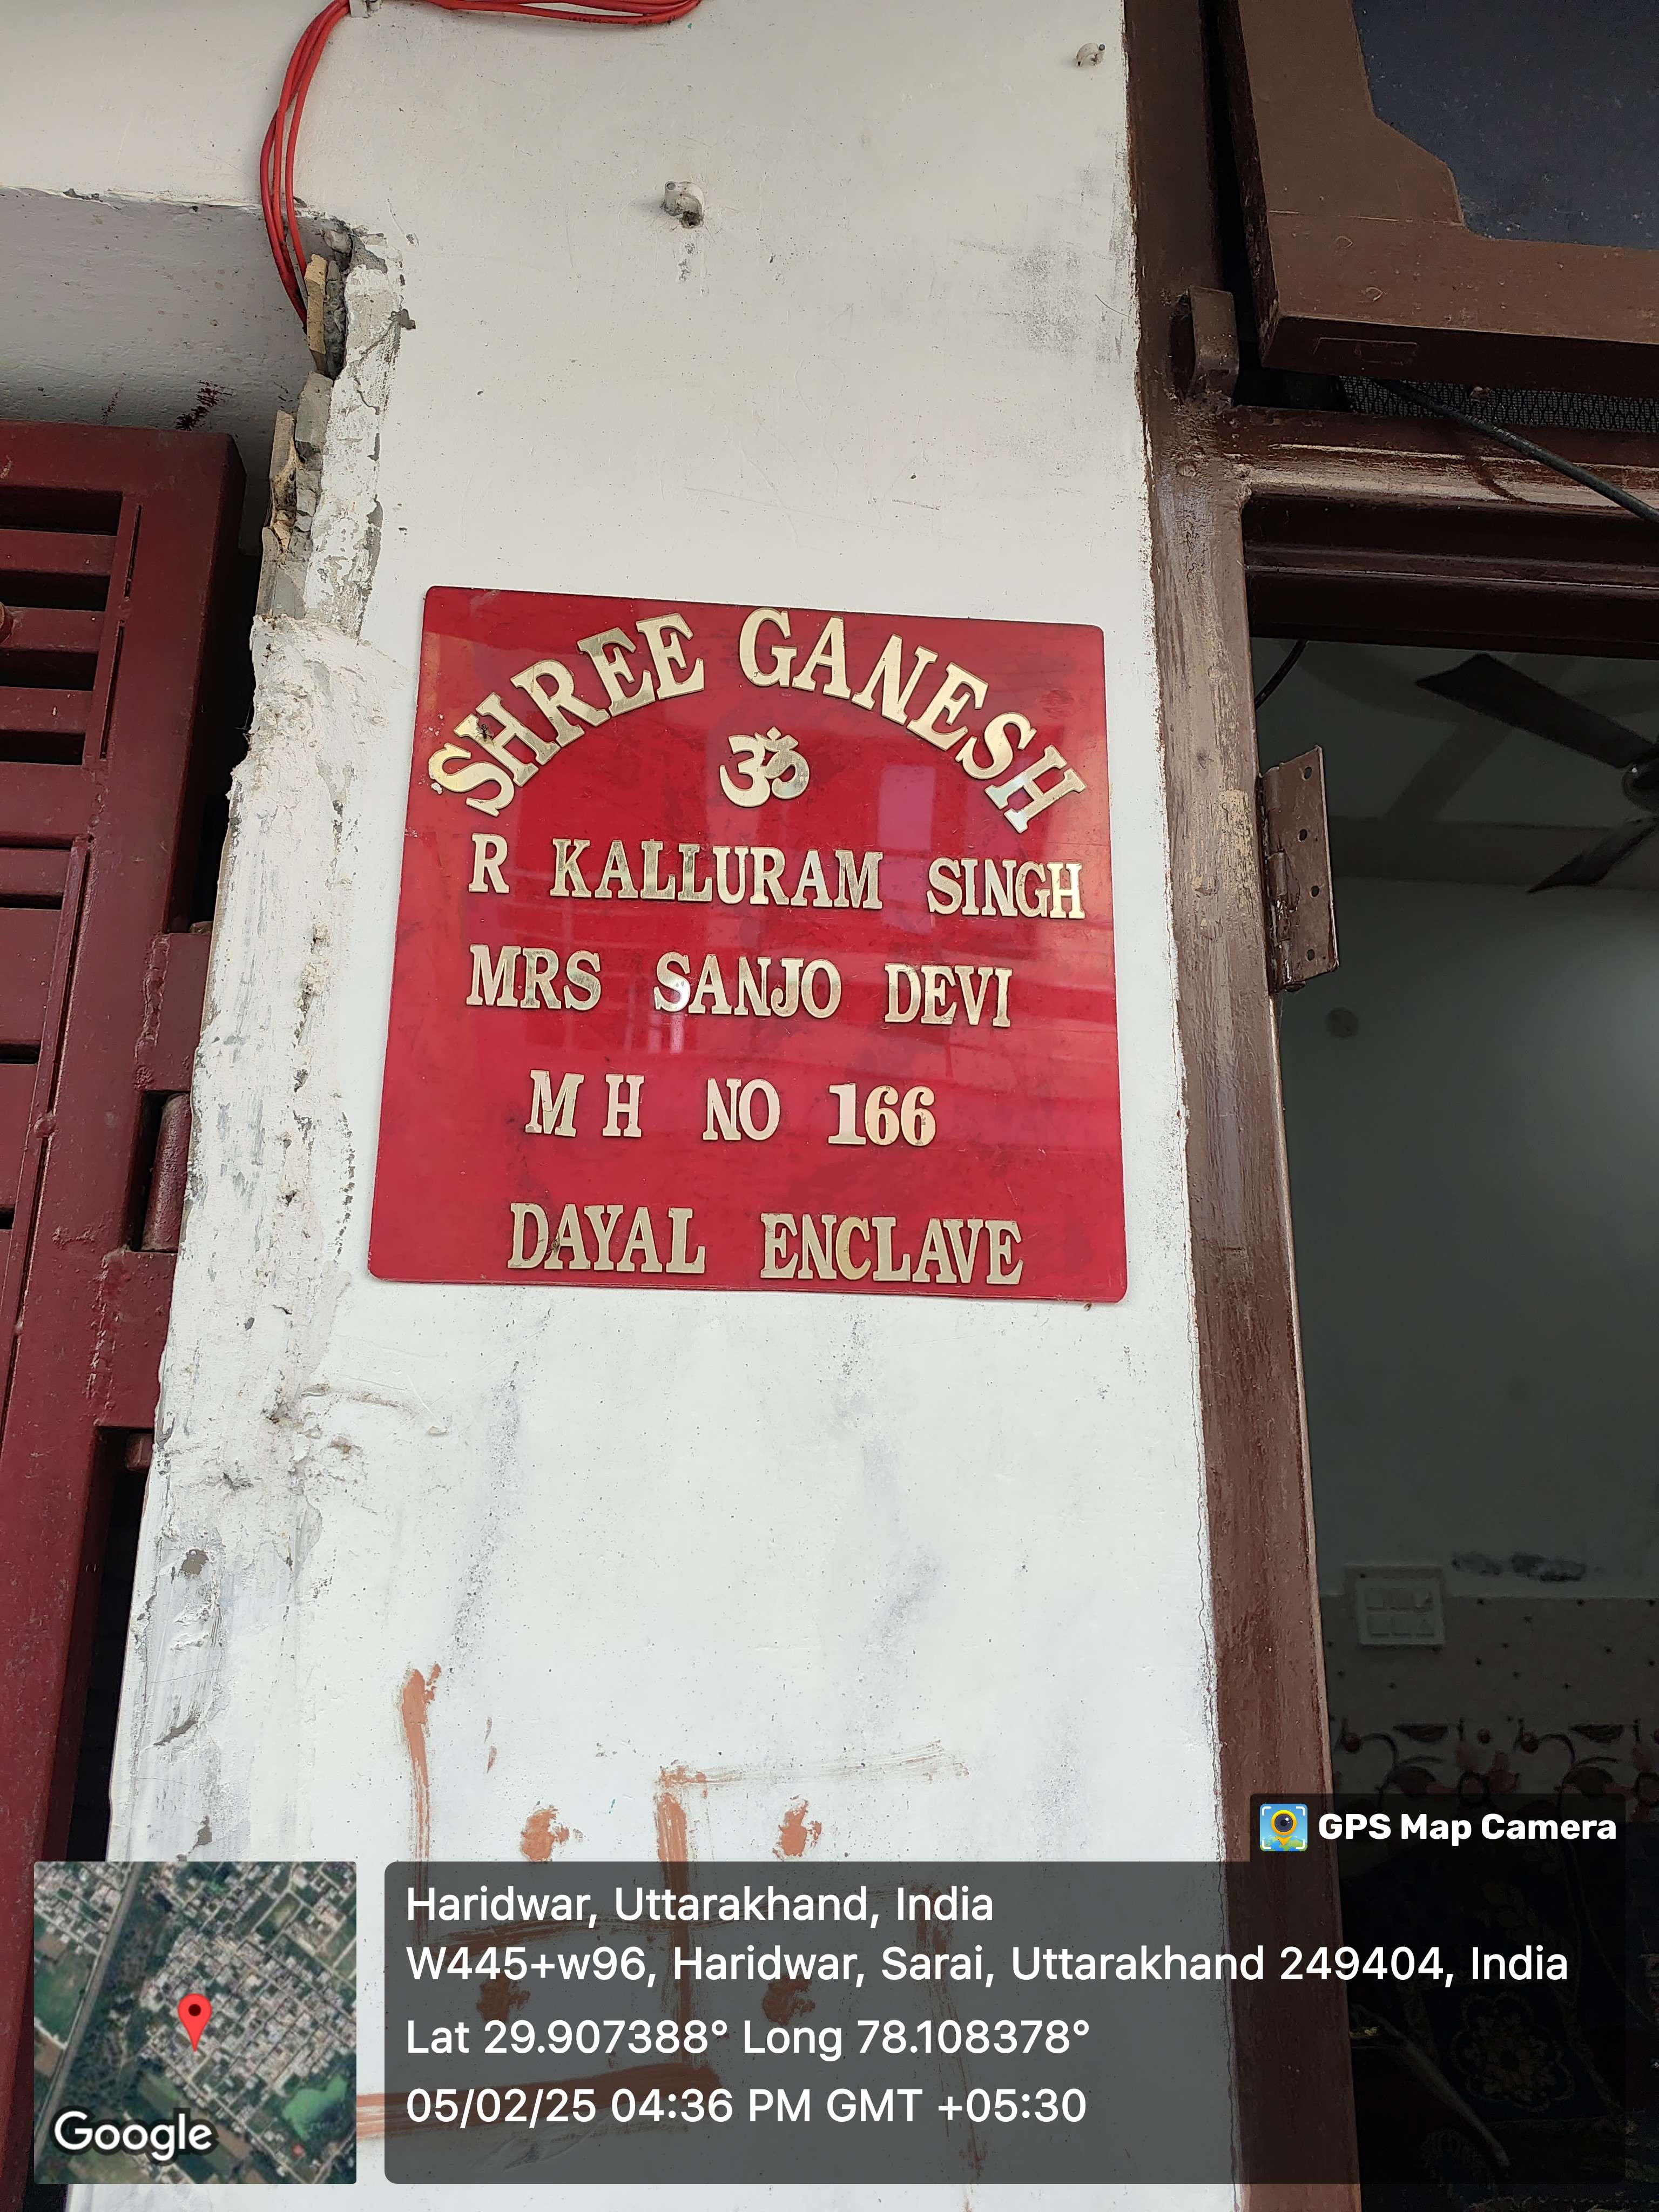 SHREE GANESH
ॐ
R KALLURAM SINGH
MRS SANJO DEVI
M H NO 166
DAYAL ENCLAVE
GPS Map Camera
Haridwar, Uttarakhand, India
W445+w96, Haridwar, Sarai, Uttarakhand 249404, India
Lat 29.907388° Long 78.108378°
05/02/25 04:36 PM GMT +05:30
Google